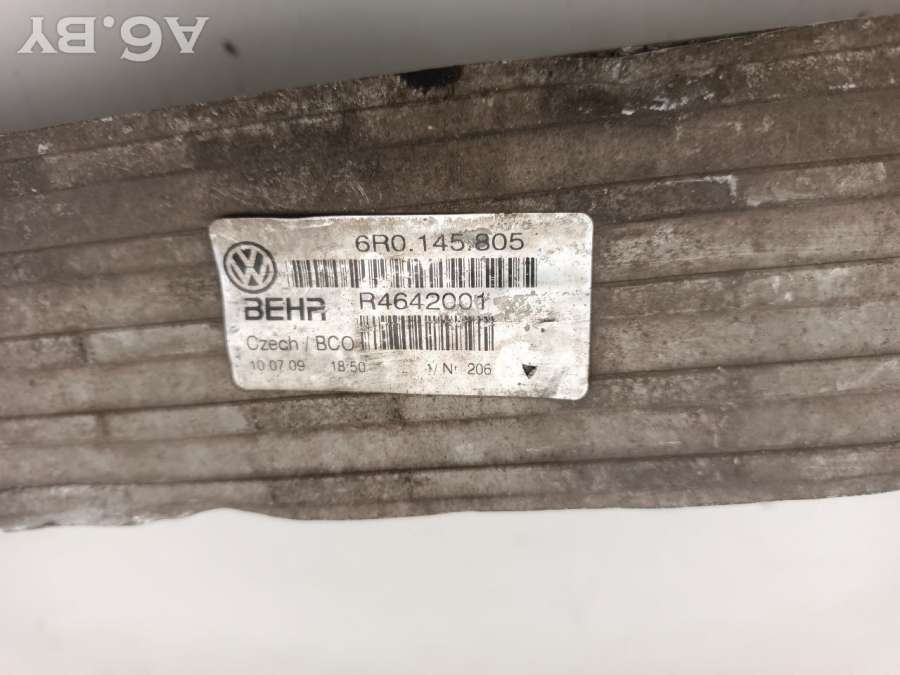 A6.BY
6R0.145.805
BEHR R4642001
Czech / BCO
10 07 09 18:50 206